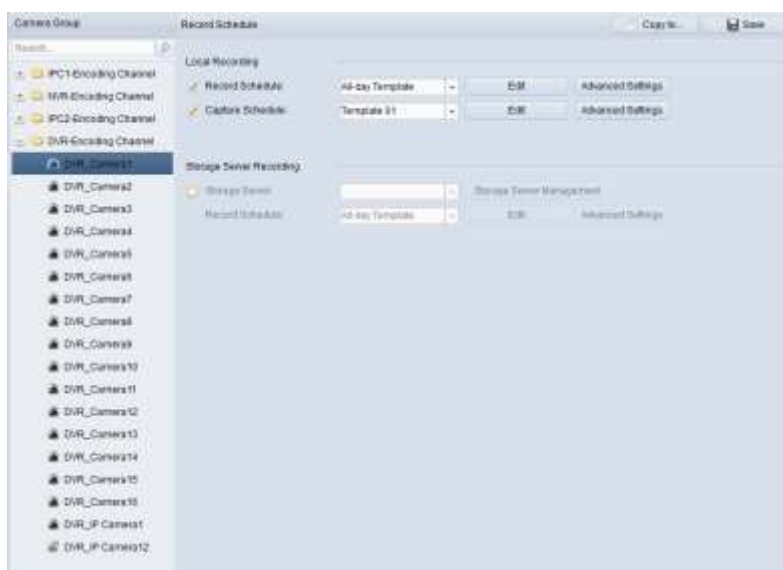 Camera Group
Search...
IPC1-Encoding Channel
NVR-Encoding Channel
IPC2-Encoding Channel
DVR-Encoding Channel
DVR_Camera1
DVR_Camera2
DVR_Camera3
DVR_Camera4
DVR_Camera5
DVR_Camera6
DVR_Camera7
DVR_Camera8
DVR_Camera9
DVR_Camera10
DVR_Camera11
DVR_Camera12
DVR_Camera13
DVR_Camera14
DVR_Camera15
DVR_Camera16
DVR_IP Camera1
DVR_IP Camera12
Record Schedule Copy to... Save
Local Recording
Record Schedule: All-day Template Edit Advanced Settings
Capture Schedule: Template 01 Edit Advanced Settings
Storage Server Recording
Storage Server: Storage Server Management
Record Schedule: All-day Template Edit Advanced Settings